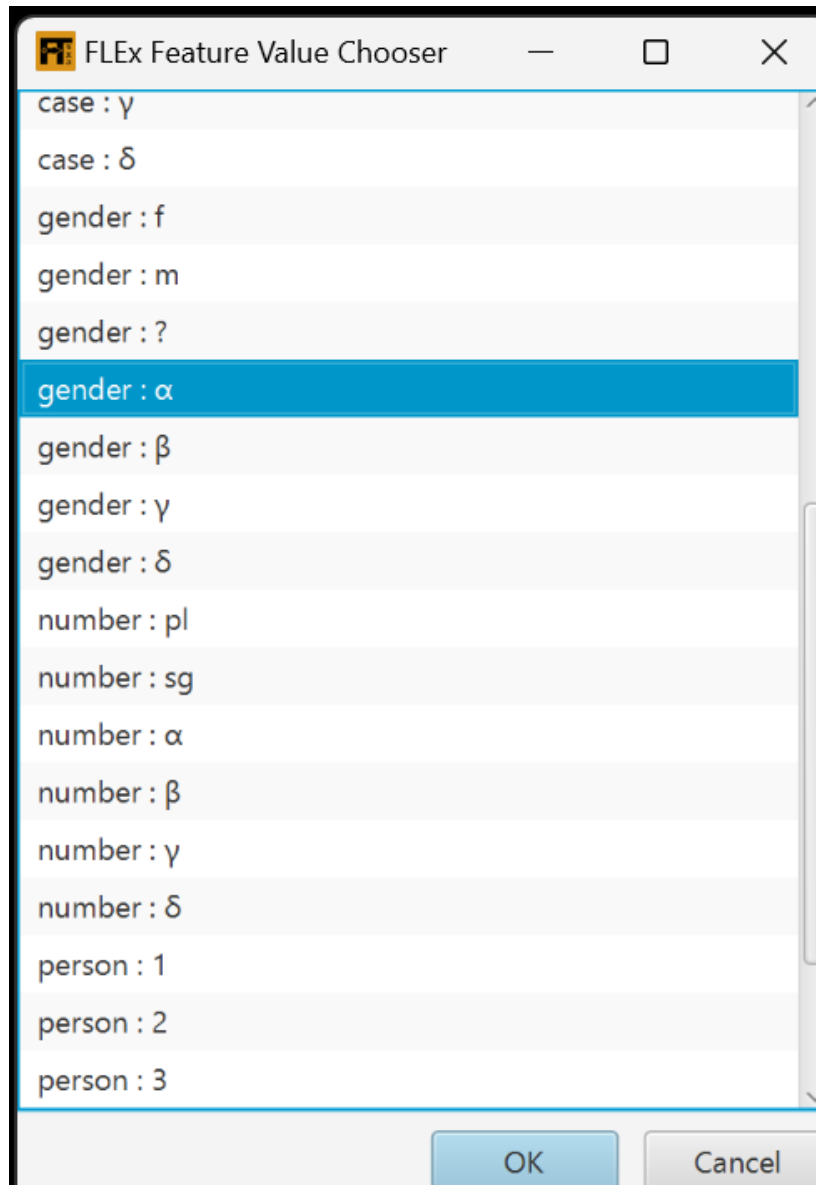 FLEx Feature Value Chooser
case : γ
case : δ
gender : f
gender : m
gender : ?
gender : α
gender : β
gender : γ
gender : δ
number : pl
number : sg
number : α
number : β
number : γ
number : δ
person : 1
person : 2
person : 3
OK Cancel